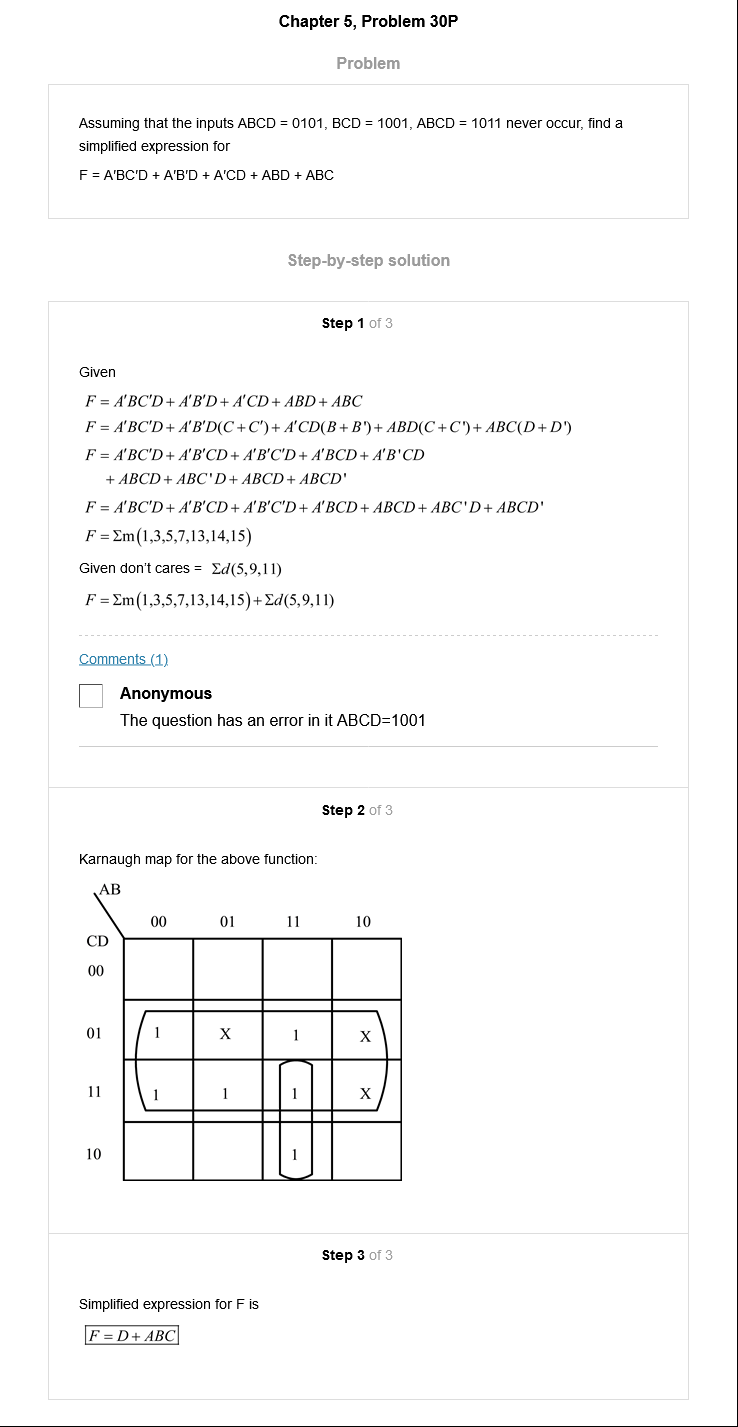 Chapter 5, Problem 30P
Problem
Assuming that the inputs ABCD = 0101, BCD = 1001, ABCD = 1011 never occur, find a
simplified expression for
F = A′BC′D + A′B′D + A′CD + ABD + ABC
Step-by-step solution
Step 1 of 3
Given
F = A′BC′D + A′B′D + A′CD + ABD + ABC
F = A′BC′D + A′B′D(C + C′) + A′CD(B + B') + ABD(C + C') + ABC(D + D')
F = A′BC′D + A′B′CD + A′B′C′D + A′BCD + A′B'CD
+ ABCD + ABC'D + ABCD + ABCD'
F = A′BC′D + A′B′CD + A′B′C′D + A′BCD + ABCD + ABC'D + ABCD'
F = Σm(1,3,5,7,13,14,15)
Given don't cares = Σd(5,9,11)
F = Σm(1,3,5,7,13,14,15) + Σd(5,9,11)
Comments (1)
Anonymous
The question has an error in it ABCD=1001
Step 2 of 3
Karnaugh map for the above function:
AB
00 01 11 10
CD
00
01 1 X 1 X
11 1 1 1 X
10 1
Step 3 of 3
Simplified expression for F is
F = D + ABC